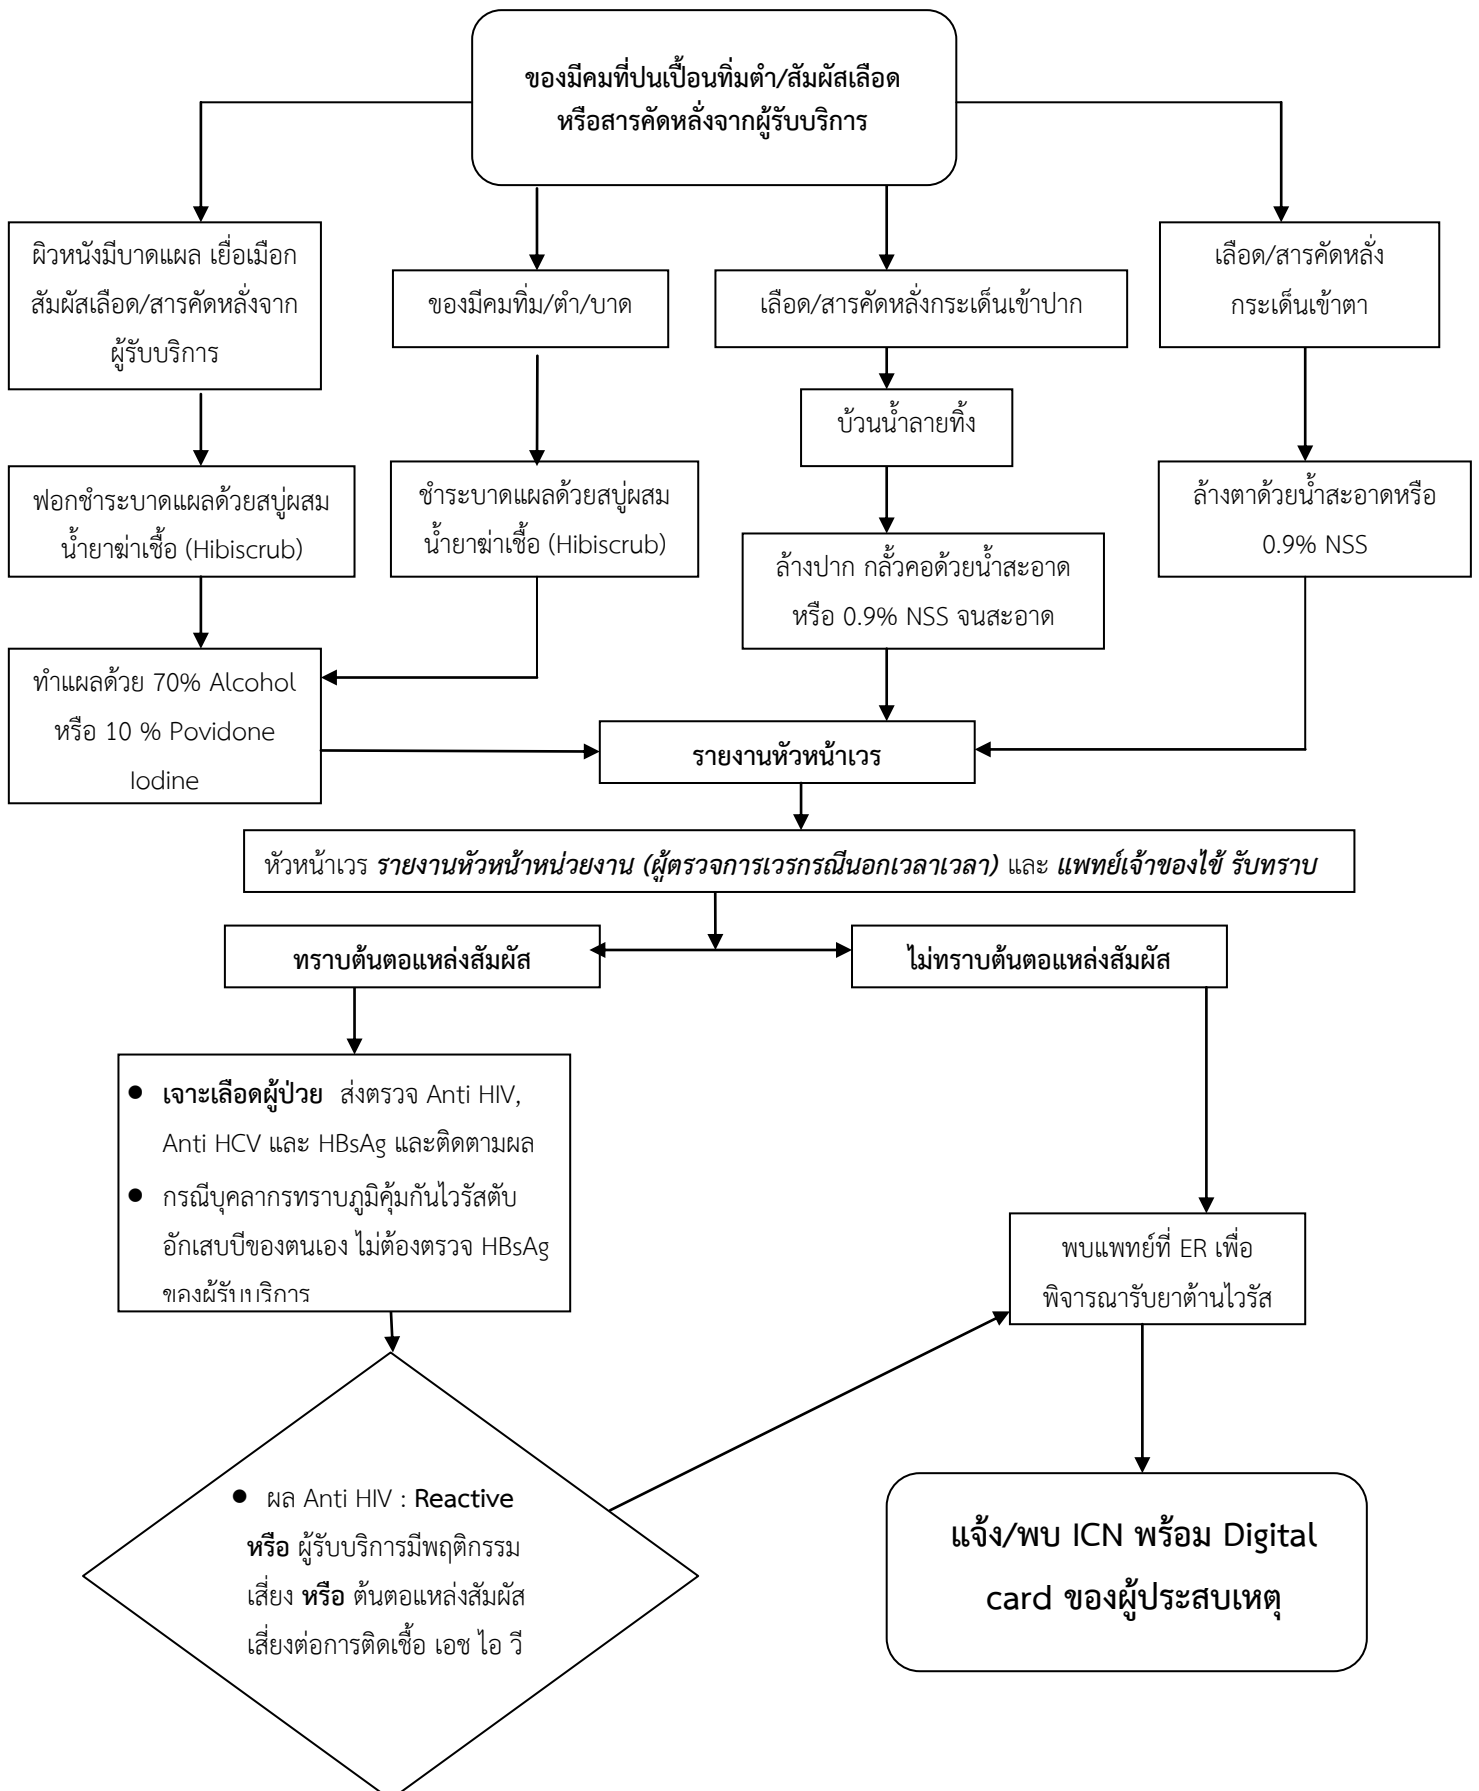 ของมีคมที่ปนเปื้อนทิ่มตำ/สัมผัสเลือด
หรือสารคัดหลั่งจากผู้รับบริการ
ผิวหนังมีบาดแผล เยื่อเมือก
สัมผัสเลือด/สารคัดหลั่งจาก
ผู้รับบริการ
ของมีคมทิ่ม/ตำ/บาด
เลือด/สารคัดหลั่งกระเด็นเข้าปาก
เลือด/สารคัดหลั่ง
กระเด็นเข้าตา
บ้วนน้ำลายทิ้ง
ฟอกชำระบาดแผลด้วยสบู่ผสม
น้ำยาฆ่าเชื้อ (Hibiscrub)
ชำระบาดแผลด้วยสบู่ผสม
น้ำยาฆ่าเชื้อ (Hibiscrub)
ล้างปาก กลั้วคอด้วยน้ำสะอาด
หรือ 0.9% NSS จนสะอาด
ล้างตาด้วยน้ำสะอาดหรือ
0.9% NSS
ทำแผลด้วย 70% Alcohol
หรือ 10 % Povidone
Iodine
รายงานหัวหน้าเวร
หัวหน้าเวร รายงานหัวหน้าหน่วยงาน (ผู้ตรวจการเวรกรณีนอกเวลาเวลา) และ แพทย์เจ้าของไข้ รับทราบ
ทราบต้นตอแหล่งสัมผัส
ไม่ทราบต้นตอแหล่งสัมผัส
● เจาะเลือดผู้ป่วย ส่งตรวจ Anti HIV,
Anti HCV และ HBsAg และติดตามผล
● กรณีบุคลากรทราบภูมิคุ้มกันไวรัสตับ
อักเสบบีของตนเอง ไม่ต้องตรวจ HBsAg
ของผู้รับบริการ
พบแพทย์ที่ ER เพื่อ
พิจารณารับยาต้านไวรัส
● ผล Anti HIV : Reactive
หรือ ผู้รับบริการมีพฤติกรรม
เสี่ยง หรือ ต้นตอแหล่งสัมผัส
เสี่ยงต่อการติดเชื้อ เอช ไอ วี
แจ้ง/พบ ICN พร้อม Digital
card ของผู้ประสบเหตุ